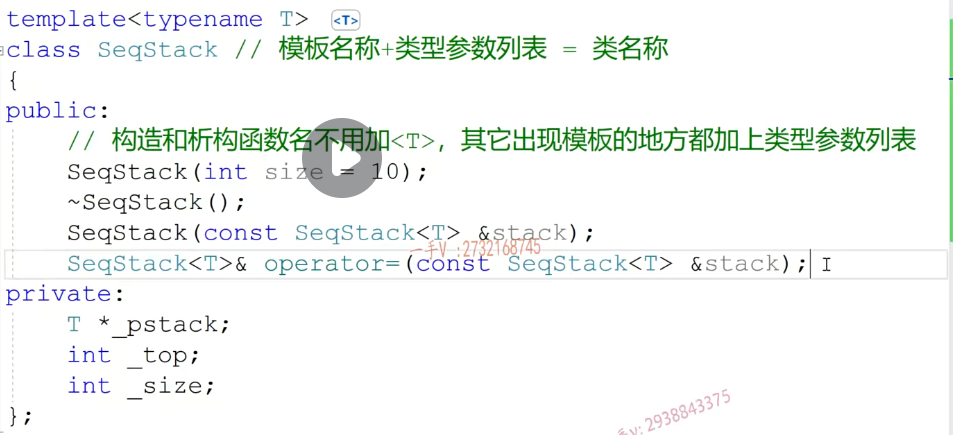 template<typename T> <T>
class SeqStack // 模板名称+类型参数列表 = 类名称
{
public:
// 构造和析构函数名不用加<T>，其它出现模板的地方都加上类型参数列表
SeqStack(int size = 10);
~SeqStack();
SeqStack(const SeqStack<T> &stack);
一手V :2732168745
SeqStack<T>& operator=(const SeqStack<T> &stack);
private:
T *_pstack;
int _top;
int _size;
};
手v: 2938843375